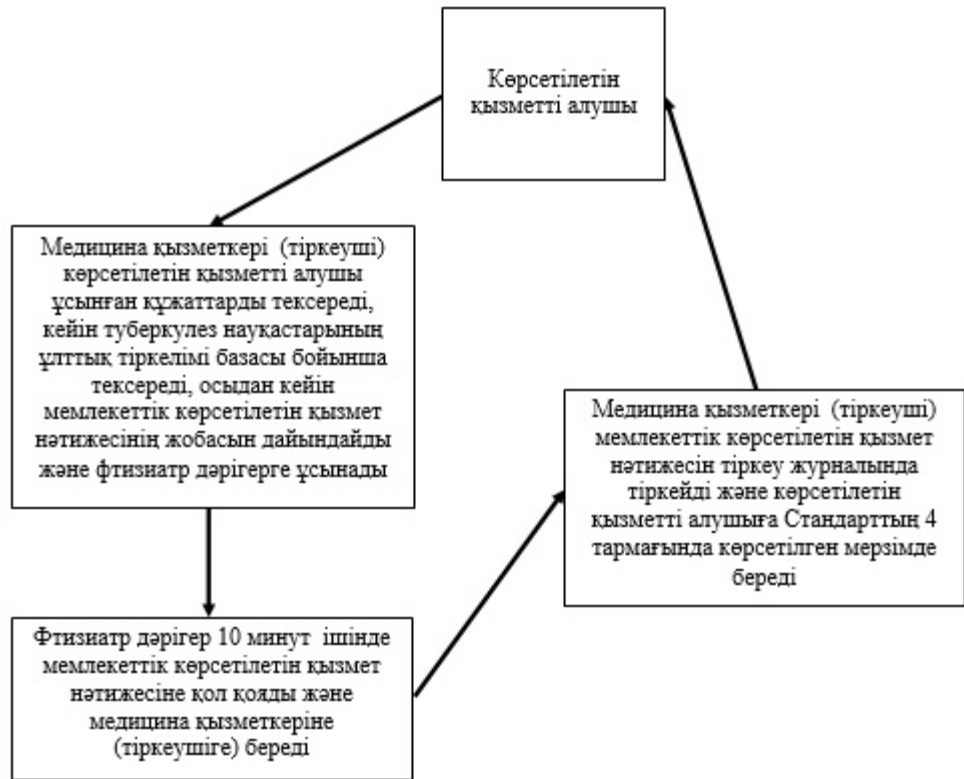 Көрсетілетін
қызметті алушы
Медицина қызметкері (тіркеуші)
көрсетілетін қызметті алушы
ұсынған құжаттарды тексереді,
кейін туберкулез науқастарының
ұлттық тіркелімі базасы бойынша
тексереді, осыдан кейін
мемлекеттік көрсетілетін қызмет
нәтижесінің жобасын дайындайды
және фтизиатр дәрігерге ұсынады
Фтизиатр дәрігер 10 минут ішінде
мемлекеттік көрсетілетін қызмет
нәтижесіне қол қояды және
медицина қызметкеріне
(тіркеушіге) береді
Медицина қызметкері (тіркеуші)
мемлекеттік көрсетілетін қызмет
нәтижесін тіркеу журналында
тіркейді және көрсетілетін
қызметті алушыға Стандарттың 4
тармағында көрсетілген мерзімде
береді